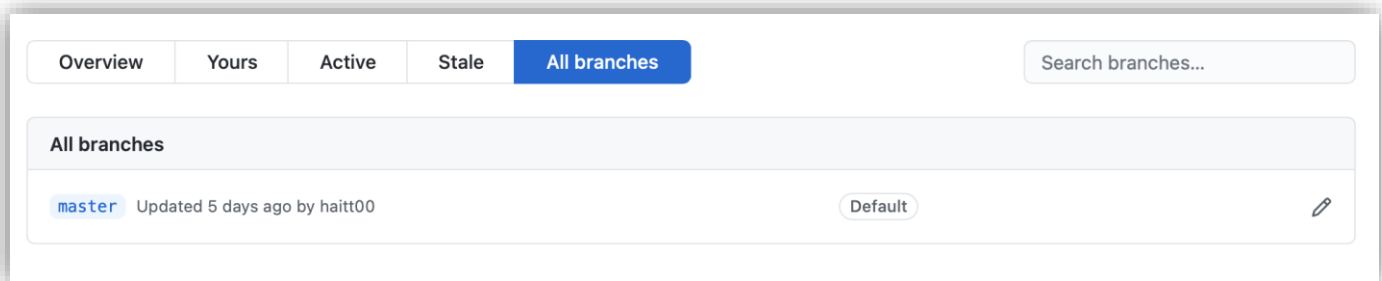 Overview Yours Active Stale All branches Search branches...
All branches
master Updated 5 days ago by haitt00 Default